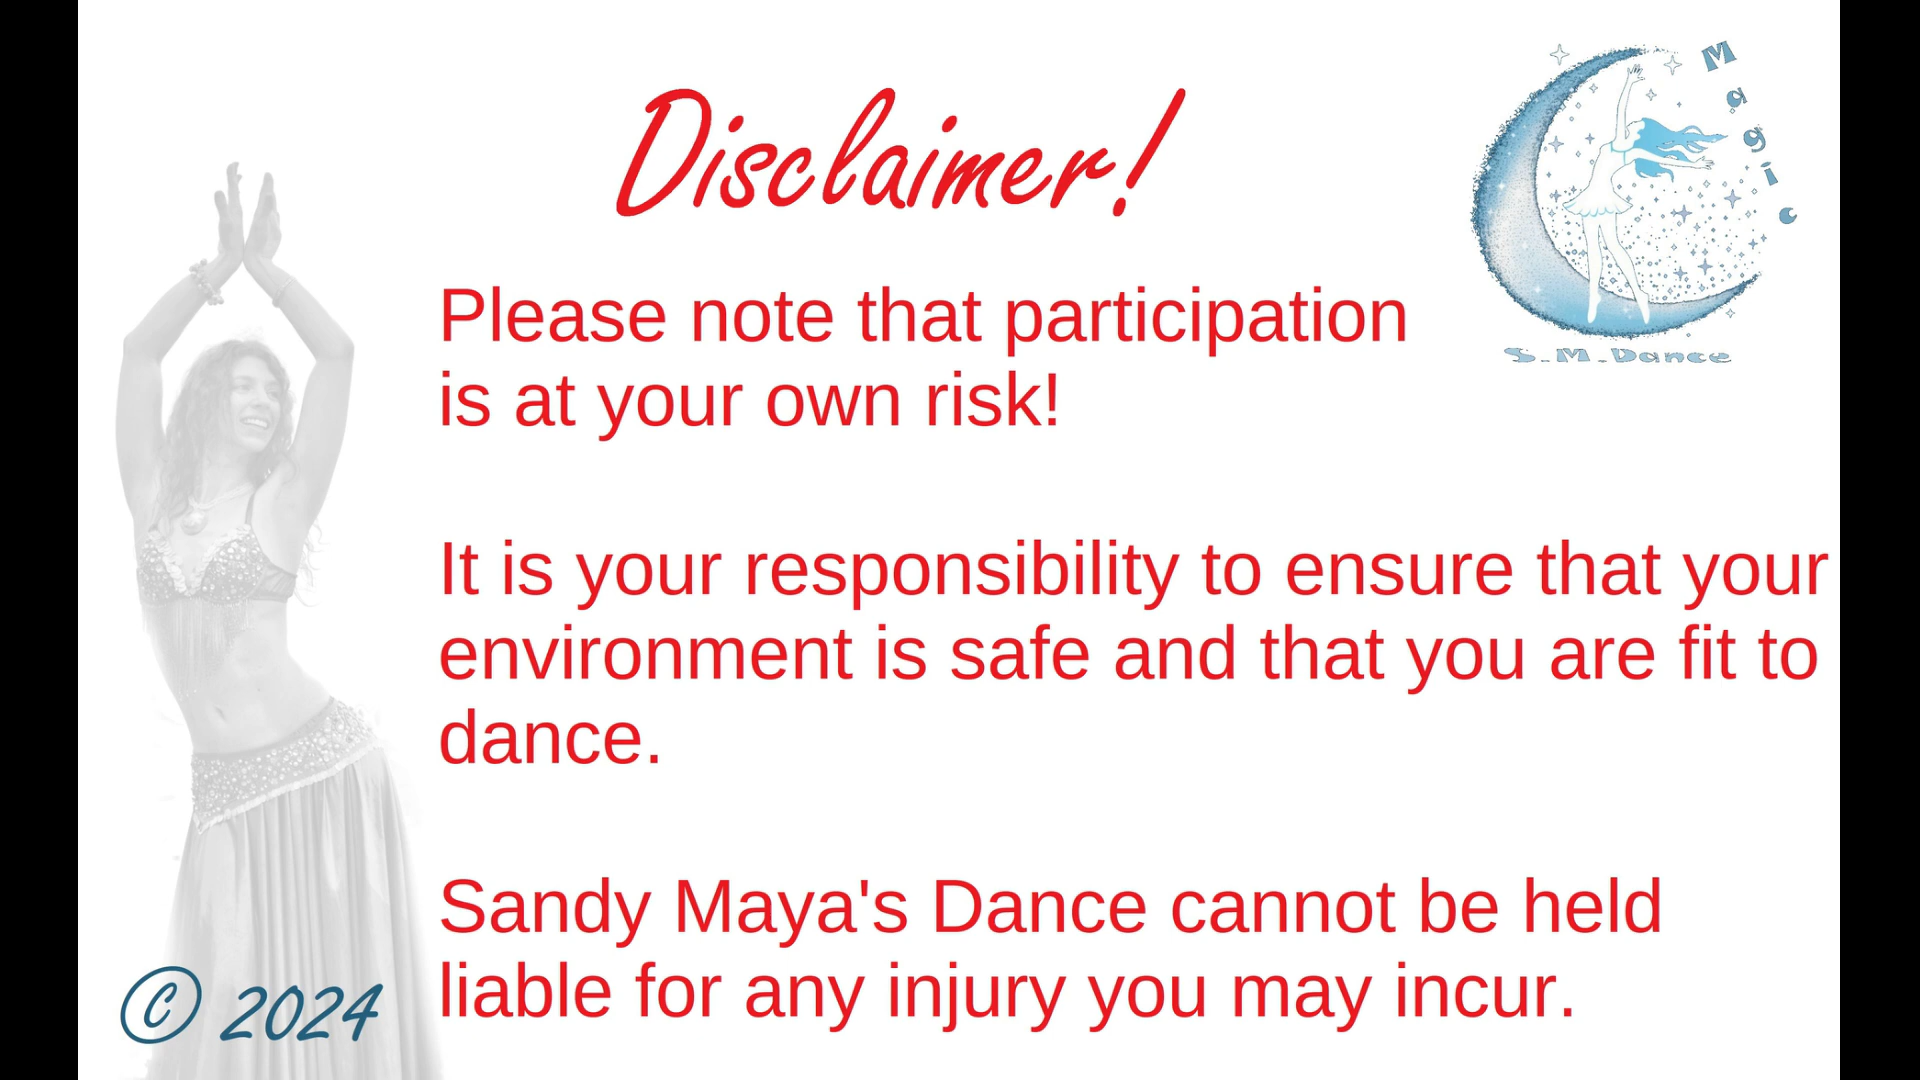 Disclaimer!
Magic
S.M.Dance
Please note that participation
is at your own risk!
It is your responsibility to ensure that your
environment is safe and that you are fit to
dance.
Sandy Maya's Dance cannot be held
liable for any injury you may incur.
© 2024